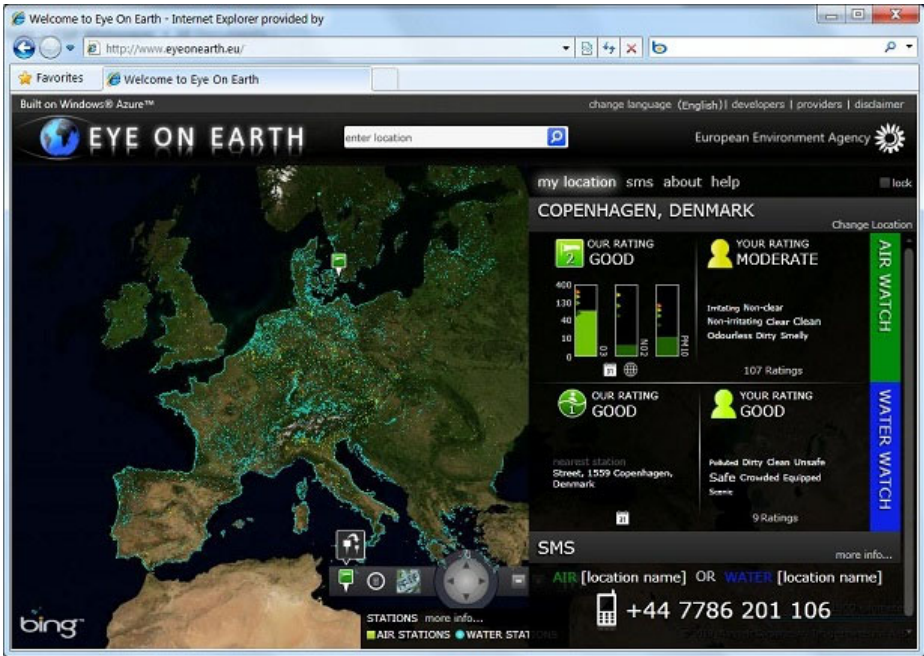 Welcome to Eye On Earth - Internet Explorer provided by
http://www.eyeonearth.eu/
Favorites
Welcome to Eye On Earth
Built on Windows® Azure™
change language (English) | developers | providers | disclaimer
EYE ON EARTH
enter location
European Environment Agency
my location sms about help
lock
COPENHAGEN, DENMARK
Change Location
OUR RATING
GOOD
2
400
130
40
10
0
O3
NO2
PM10
31
YOUR RATING
MODERATE
Irritating Non-clear
Non-irritating Clear Clean
Odourless Dirty Smelly
107 Ratings
AIR WATCH
OUR RATING
GOOD
1
nearest station
Street, 1559 Copenhagen,
Denmark
31
YOUR RATING
GOOD
Polluted Dirty Clean Unsafe
Safe Crowded Equipped
Scenic
9 Ratings
WATER WATCH
SMS
more info...
AIR [location name] OR WATER [location name]
+44 7786 201 106
STATIONS more info...
AIR STATIONS WATER STATIONS
bing™